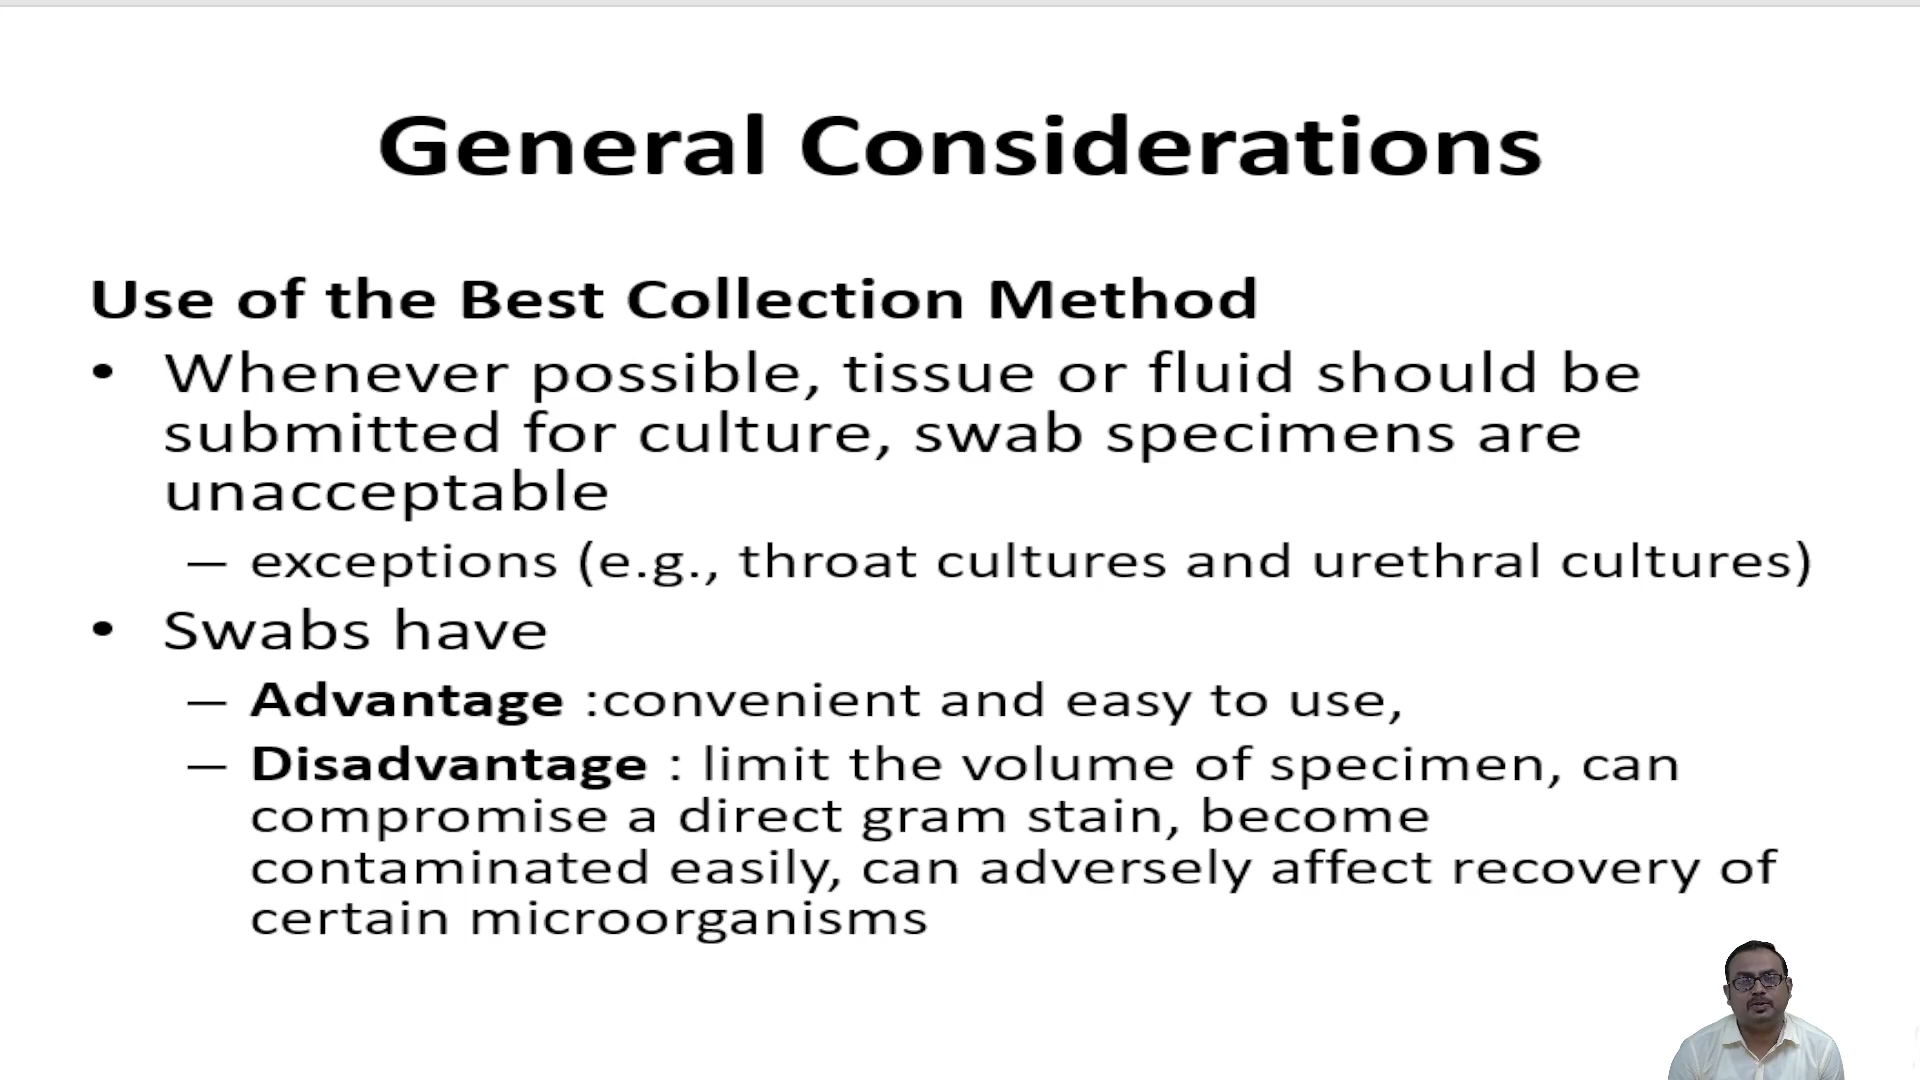 General Considerations
Use of the Best Collection Method
• Whenever possible, tissue or fluid should be
submitted for culture, swab specimens are
unacceptable
– exceptions (e.g., throat cultures and urethral cultures)
• Swabs have
– Advantage :convenient and easy to use,
– Disadvantage : limit the volume of specimen, can
compromise a direct gram stain, become
contaminated easily, can adversely affect recovery of
certain microorganisms